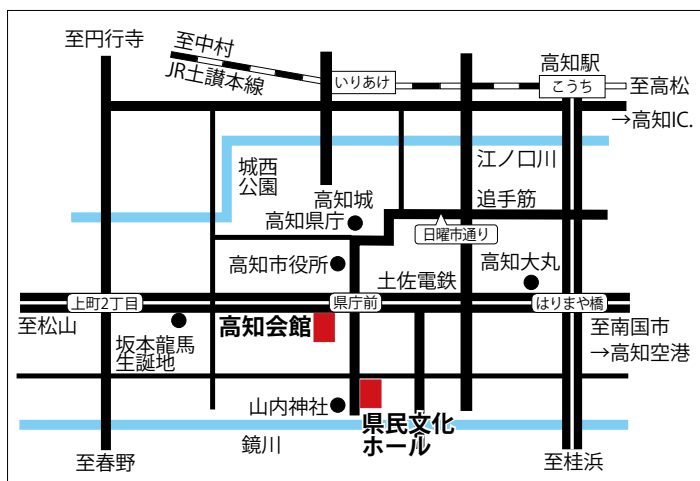 至円行寺
至中村
JR土讃本線
いりあけ
高知駅
こうち
至高松
→高知IC.
江ノ口川
城西
公園
高知城
高知県庁
追手筋
日曜市通り
高知市役所
土佐電鉄
高知大丸
上町2丁目
県庁前
はりまや橋
至松山
坂本龍馬
生誕地
高知会館
至南国市
→高知空港
山内神社
県民文化
ホール
鏡川
至春野
至桂浜